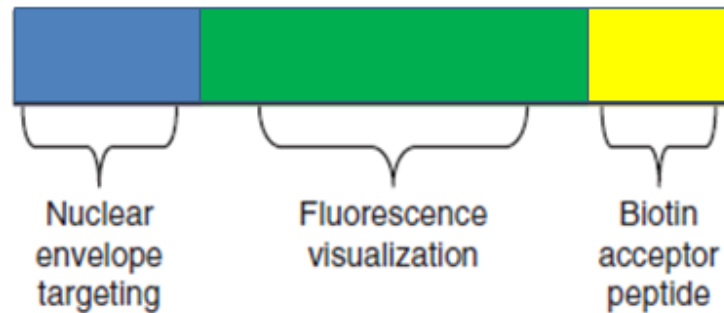 Nuclear
envelope
targeting
Fluorescence
visualization
Biotin
acceptor
peptide